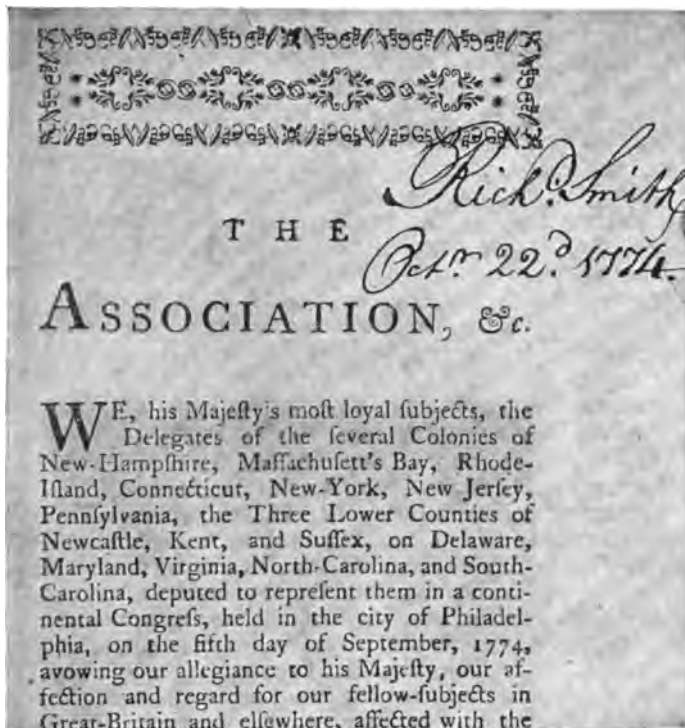 Richd. Smith
Octr. 22d. 1774.
THE
ASSOCIATION, &c.
WE, his Majeſty's moſt loyal ſubjects, the
Delegates of the ſeveral Colonies of
New-Hampſhire, Maſſachuſett's Bay, Rhode-
Iſland, Connecticut, New-York, New Jerſey,
Pennſylvania, the Three Lower Counties of
Newcaſtle, Kent, and Suſſex, on Delaware,
Maryland, Virginia, North-Carolina, and South-
Carolina, deputed to repreſent them in a conti-
nental Congreſs, held in the city of Philadel-
phia, on the fifth day of September, 1774,
avowing our allegiance to his Majeſty, our af-
fection and regard for our fellow-ſubjects in
Great-Britain and elſewhere, affected with the